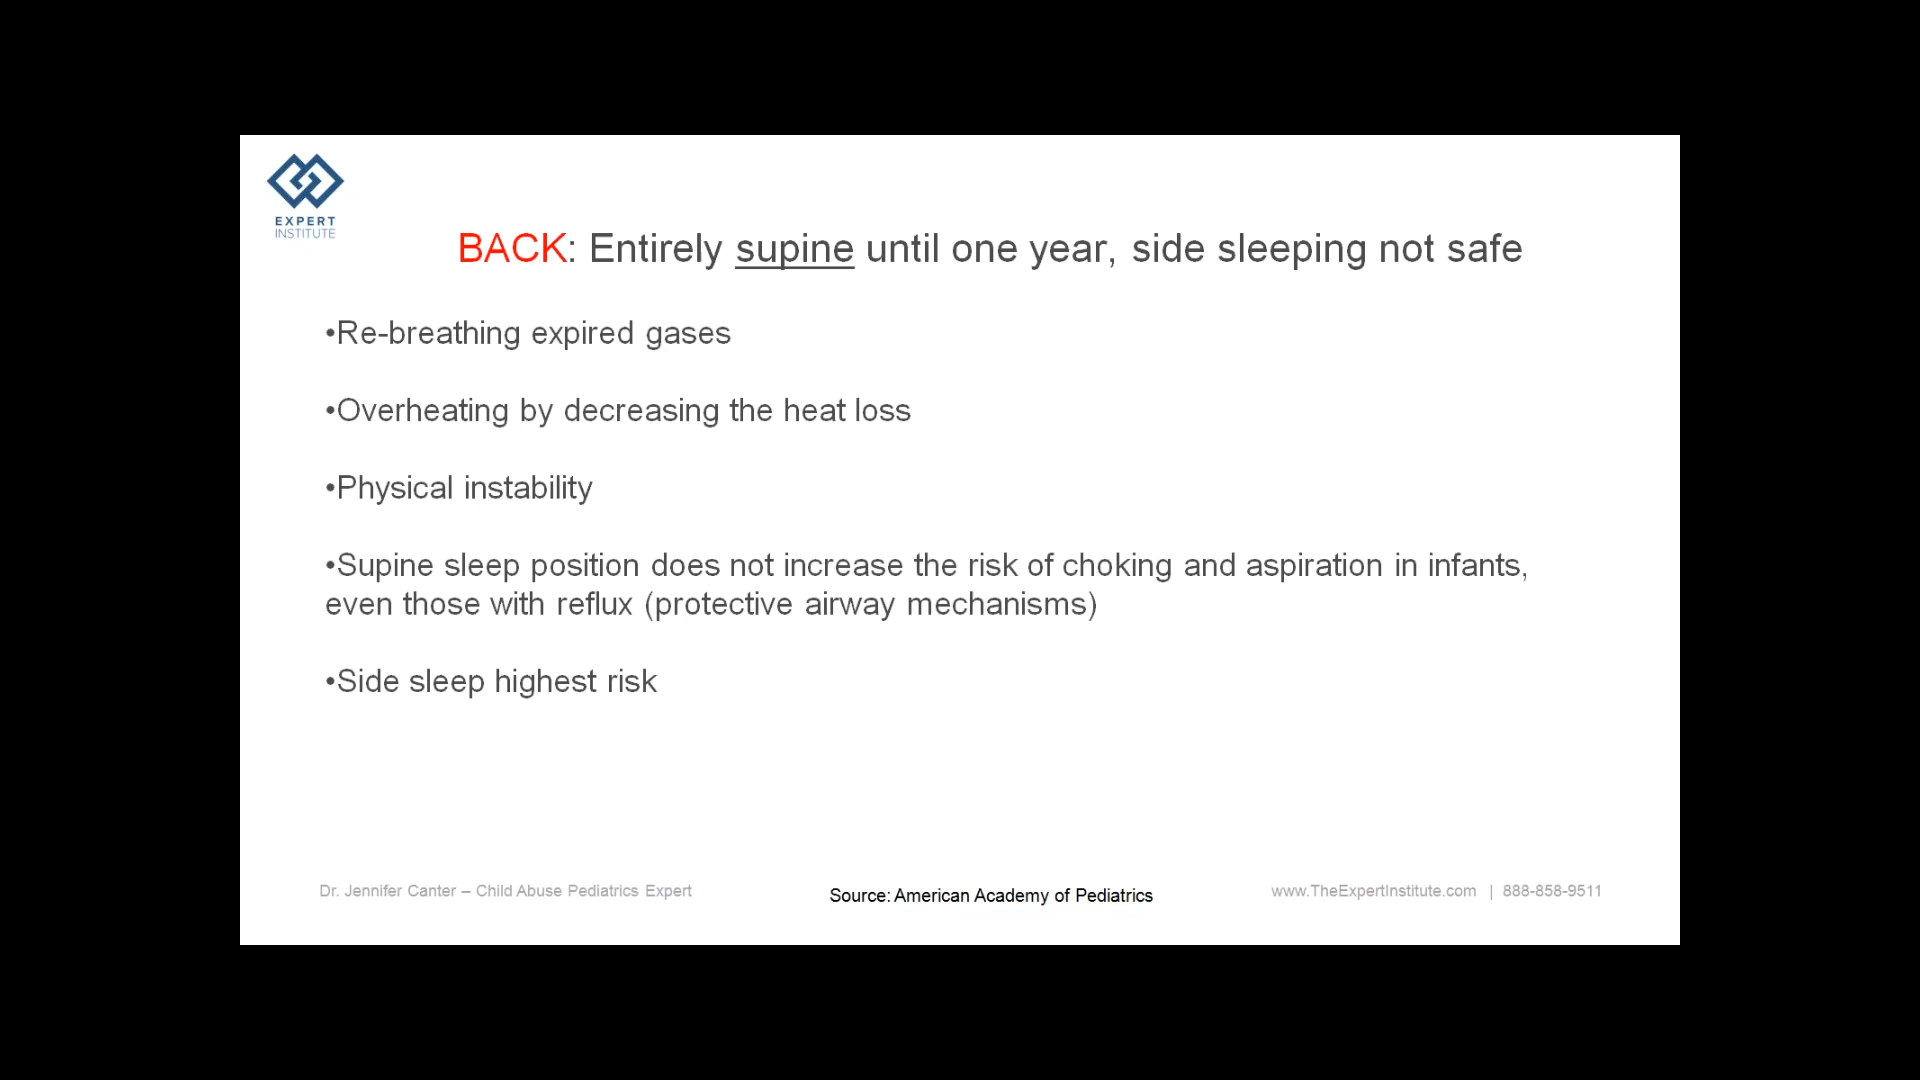 EXPERT
INSTITUTE
BACK: Entirely supine until one year, side sleeping not safe
•Re-breathing expired gases
•Overheating by decreasing the heat loss
•Physical instability
•Supine sleep position does not increase the risk of choking and aspiration in infants,
even those with reflux (protective airway mechanisms)
•Side sleep highest risk
Dr. Jennifer Canter – Child Abuse Pediatrics Expert
Source: American Academy of Pediatrics
www.TheExpertInstitute.com | 888-858-9511